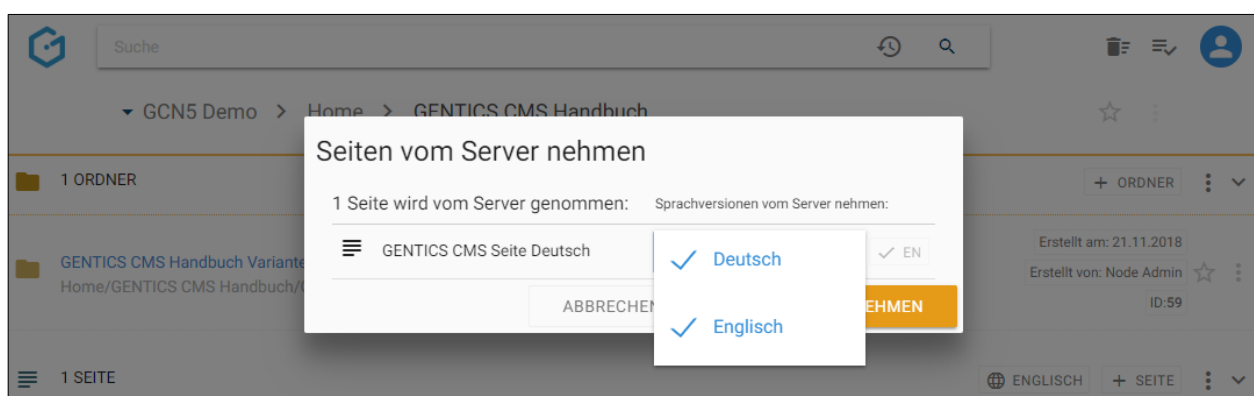 Suche
GCN5 Demo > Home > GENTICS CMS Handbuch
Seiten vom Server nehmen
1 ORDNER
+ ORDNER
1 Seite wird vom Server genommen: Sprachversionen vom Server nehmen:
GENTICS CMS Seite Deutsch
Deutsch
EN
Englisch
ABBRECHEN
EHMEN
GENTICS CMS Handbuch Variante
Home/GENTICS CMS Handbuch/
Erstellt am: 21.11.2018
Erstellt von: Node Admin
ID:59
1 SEITE
ENGLISCH + SEITE